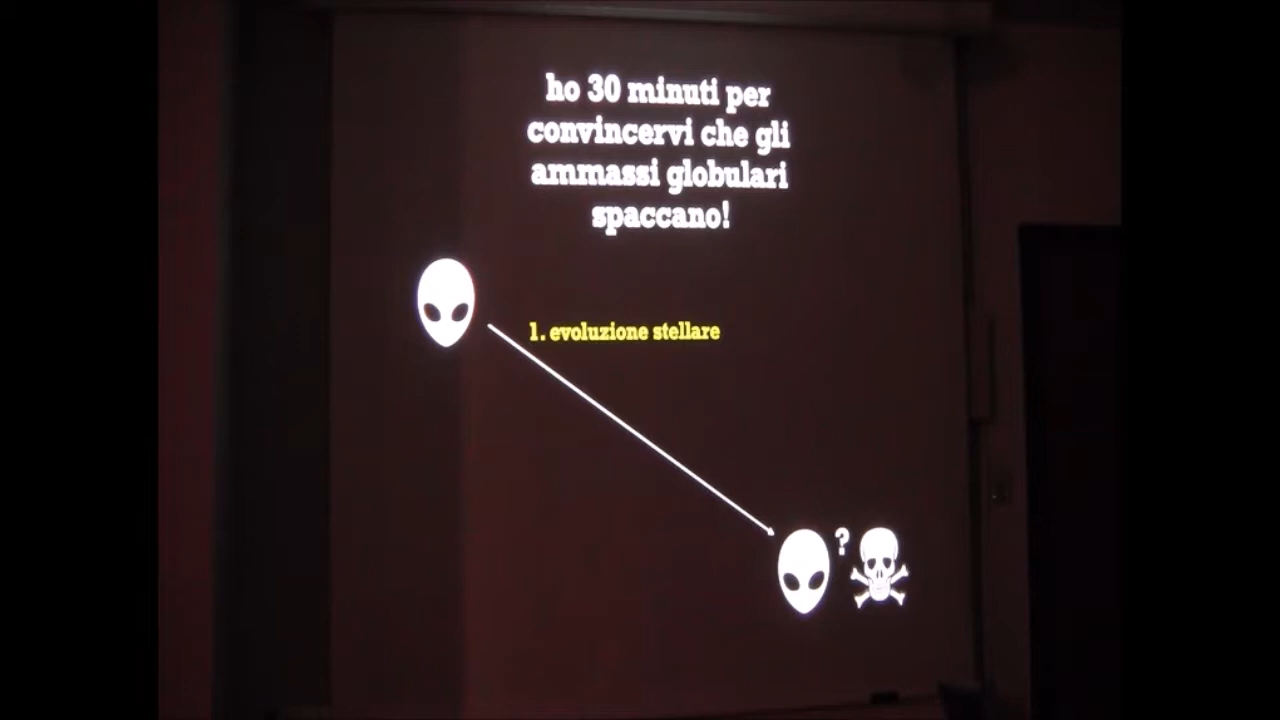 ho 30 minuti per
convincervi che gli
ammassi globulari
spaccano!
1. evoluzione stellare
?